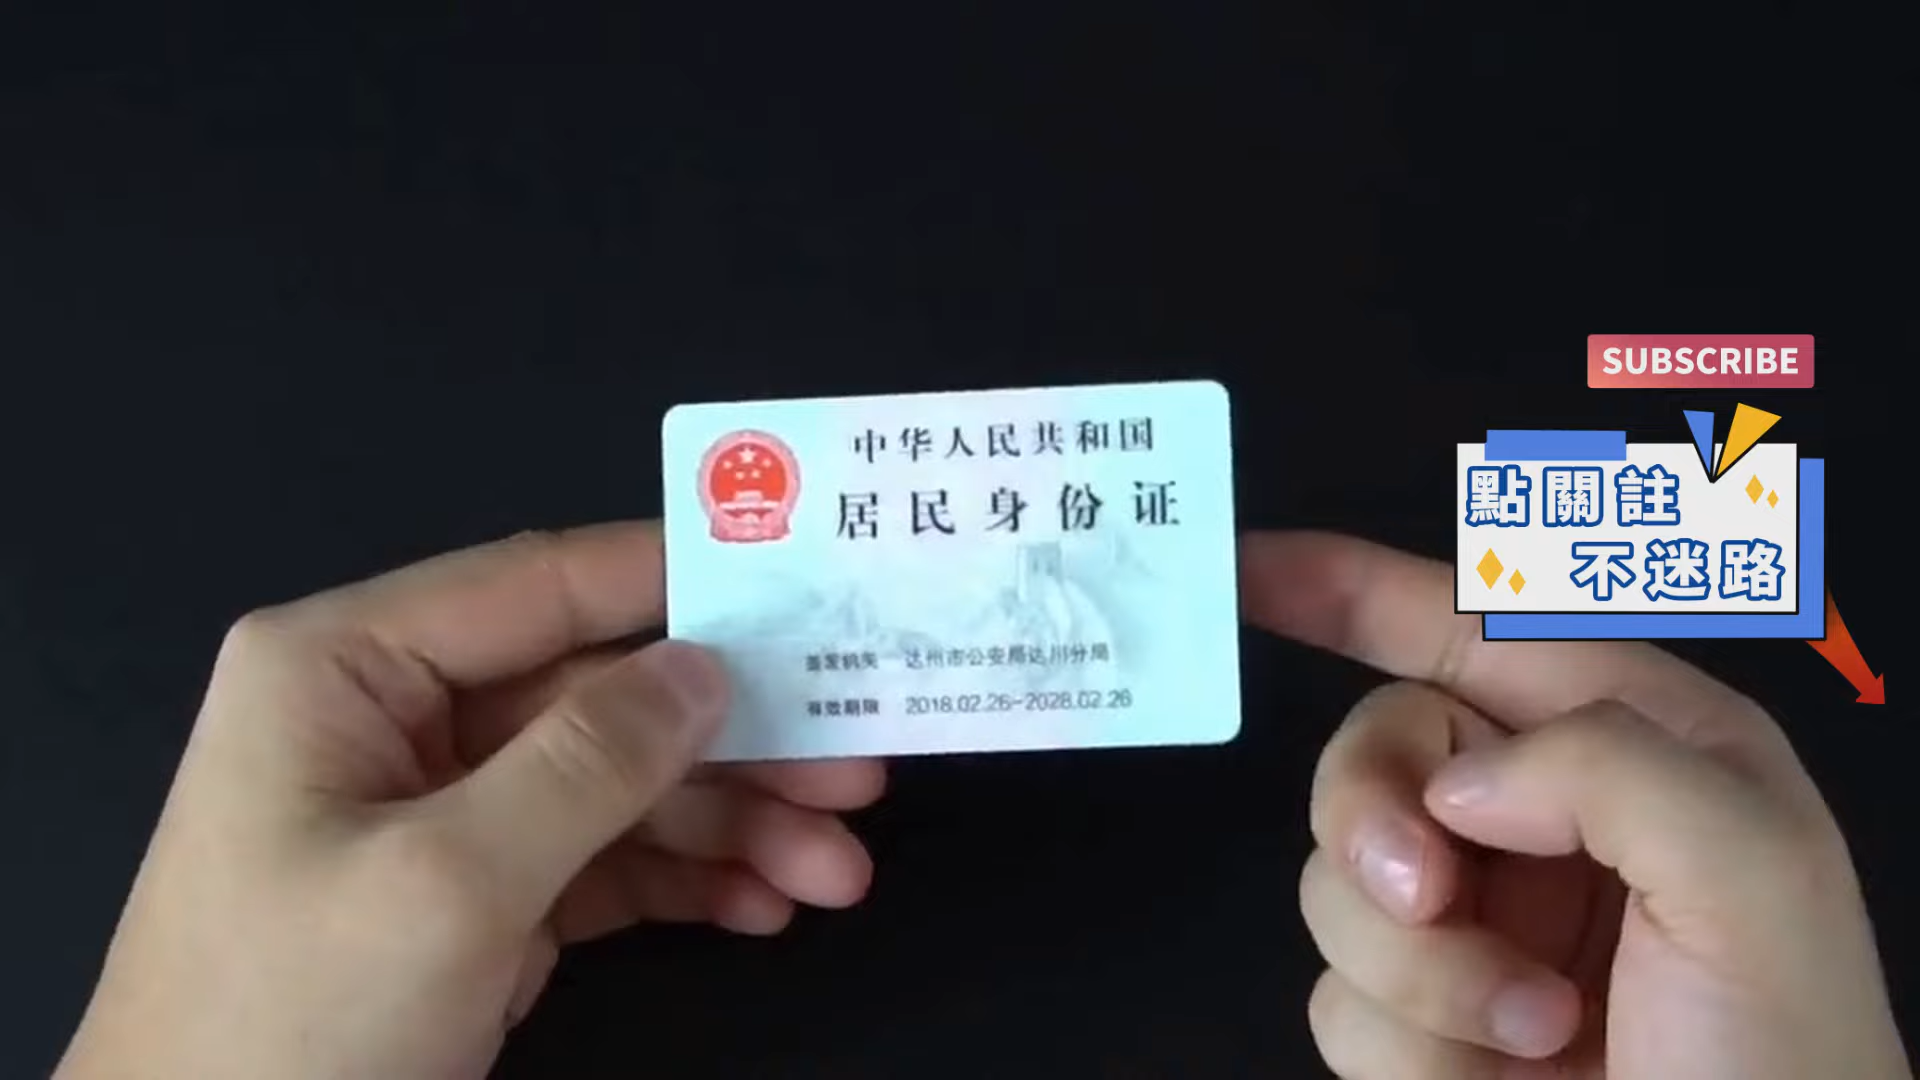 中华人民共和国
居民身份证
签发机关 达州市公安局达川分局
有效期限 2018.02.26-2028.02.26
SUBSCRIBE
點關註
不迷路